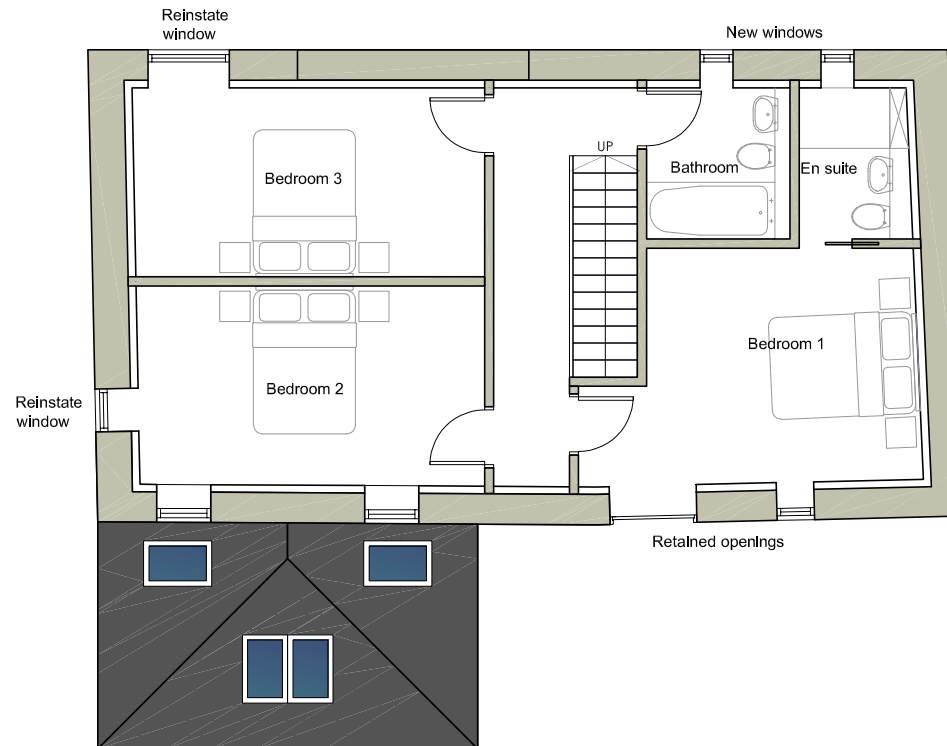 Reinstate
window
New windows
UP
Bathroom
En suite
Bedroom 3
Bedroom 1
Bedroom 2
Reinstate
window
Retained openings